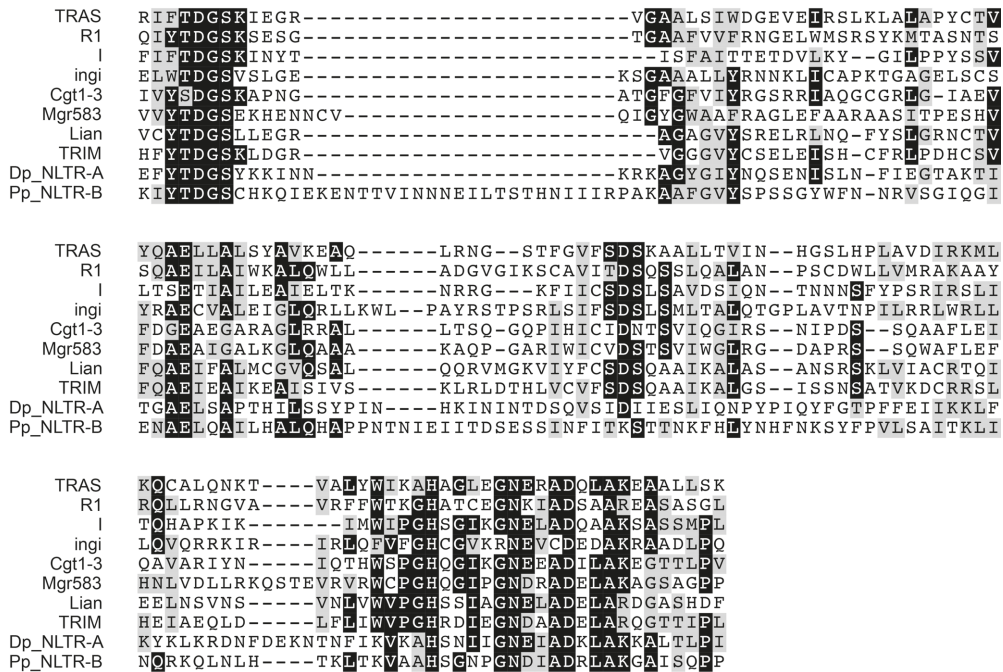 TRAS RIFTDGSKIEGR------------------------VGAALSIWDGEVEIRSLKLALAPYCTV
R1 QIYTDGSKSESG------------------------TGAAFVVFRNGELWMSRSYKMTASNTS
I FIFTDGSKINYT--------------------------ISFAITTETDVLKY--GILPPYSSV
ingi ELWTDGSVSLGE-----------------------KSGAAALLYRNNKLICAPKTGAGELSCS
Cgt1-3 IVYSDGSKAPNG-----------------------ATGFGFVIYRGSRRIAQGCGRLG-IAEV
Mgr583 VVYTDGSEKHENNCV--------------------QIGYGWAAFRAGLEFAARAASITPESHV
Lian VCYTDGSLLEGR--------------------------AGAGVYSRELRLNQ-FYSLGRNCTV
TRIM HFYTDGSKLDGR--------------------------VGGGVYCSELEISH-CFRLPDHCSV
Dp_NLTR-A EFYTDGSYKKINN----------------------KRKAGYGIYNQSENISLN-FIEGTAKTI
Pp_NLTR-B KIYTDGSCHKQIEKENTTVINNNEILTSTHNIIIRPAKAAFGVYSPSSGYWFN-NRVSGIQGI
TRAS YQAELLALSYAVKEAQ------LRNG--STFGVFSDSKAALLTVIN--HGSLHPLAVDIRKML
R1 SQAEILAIWKALQWLL------ADGVGIKSCAVITDSQSSLQALAN--PSCDWLLVMRAKAAY
I LTSETIAILEAIELTK------NRRG---KFIICSDSLSAVDSIQN--TNNNSFYPSRIRSLI
ingi YRAECVALEIGLQRLLKWL--PAYRSTPSRLSIFSDSLSMLTALQTGPLAVTNPILRRLWRLL
Cgt1-3 FDGEAEGARAGLRRAL------LTSQ-GQPIHICIDNTSVIQGIRS--NIPDS--SQAAFLEI
Mgr583 FDAEAIGALKGLQAAA------KAQP-GARIWICVDSTSVIWGLRG--DAPRS--SQWAFLEF
Lian FQAEIFALMCGVQSAL------QQRVMGKVIYFCSDSQAAIKALAS--ANSRSKLVIACRTQI
TRIM FQAEIEAIKEAISIVS------KLRLDTHLVCVFSDSQAAIKALGS--ISSNSATVKDCRRSL
Dp_NLTR-A TGAELSAPTHILSSYPIN----HKININTDSQVSIDIIESLIQNPYPIQYFGTPFFEIIKKLF
Pp_NLTR-B ENAELQAILHALQHAPPNTNIEIITDSESSINFITKSTTNKFHLYNHFNKSYFPVLSAITKLI
TRAS KQCALQNKT----VALYWIKAHAGLEGNERADQLAKEAALLSK
R1 RQLLRNGVA----VRFFWTKGHATCEGNKIADSAAREASASGL
I TQHAPKIK-------IMWIPGHSGIKGNELADQAAKSASSMPL
ingi LQVQRRKIR----IRLQFVFGHCGVKRNEVCDEDAKRAADLPQ
Cgt1-3 QAVARIYN-----IQTHWSPGHQGIPGNEEADILAKEGTTLPV
Mgr583 HNLVDLLRKQSTEVRVRWCPGHQGIPGNDRADELAKAGSAGPP
Lian EELNSVNS-----VNLVWVPGHSSIAGNELADELARDGASHDF
TRIM HEIAEQLD-----LFLIWVPGHRDIEGNDAADELARQGTTIPL
Dp_NLTR-A KYKLKRDNFDEKNTNFIKVKAHSNIIGNEIADKLAKKALTLPI
Pp_NLTR-B NQRKQLNLH----TKLTKVAAHSGNPGNDIADRLAKGAISQPP